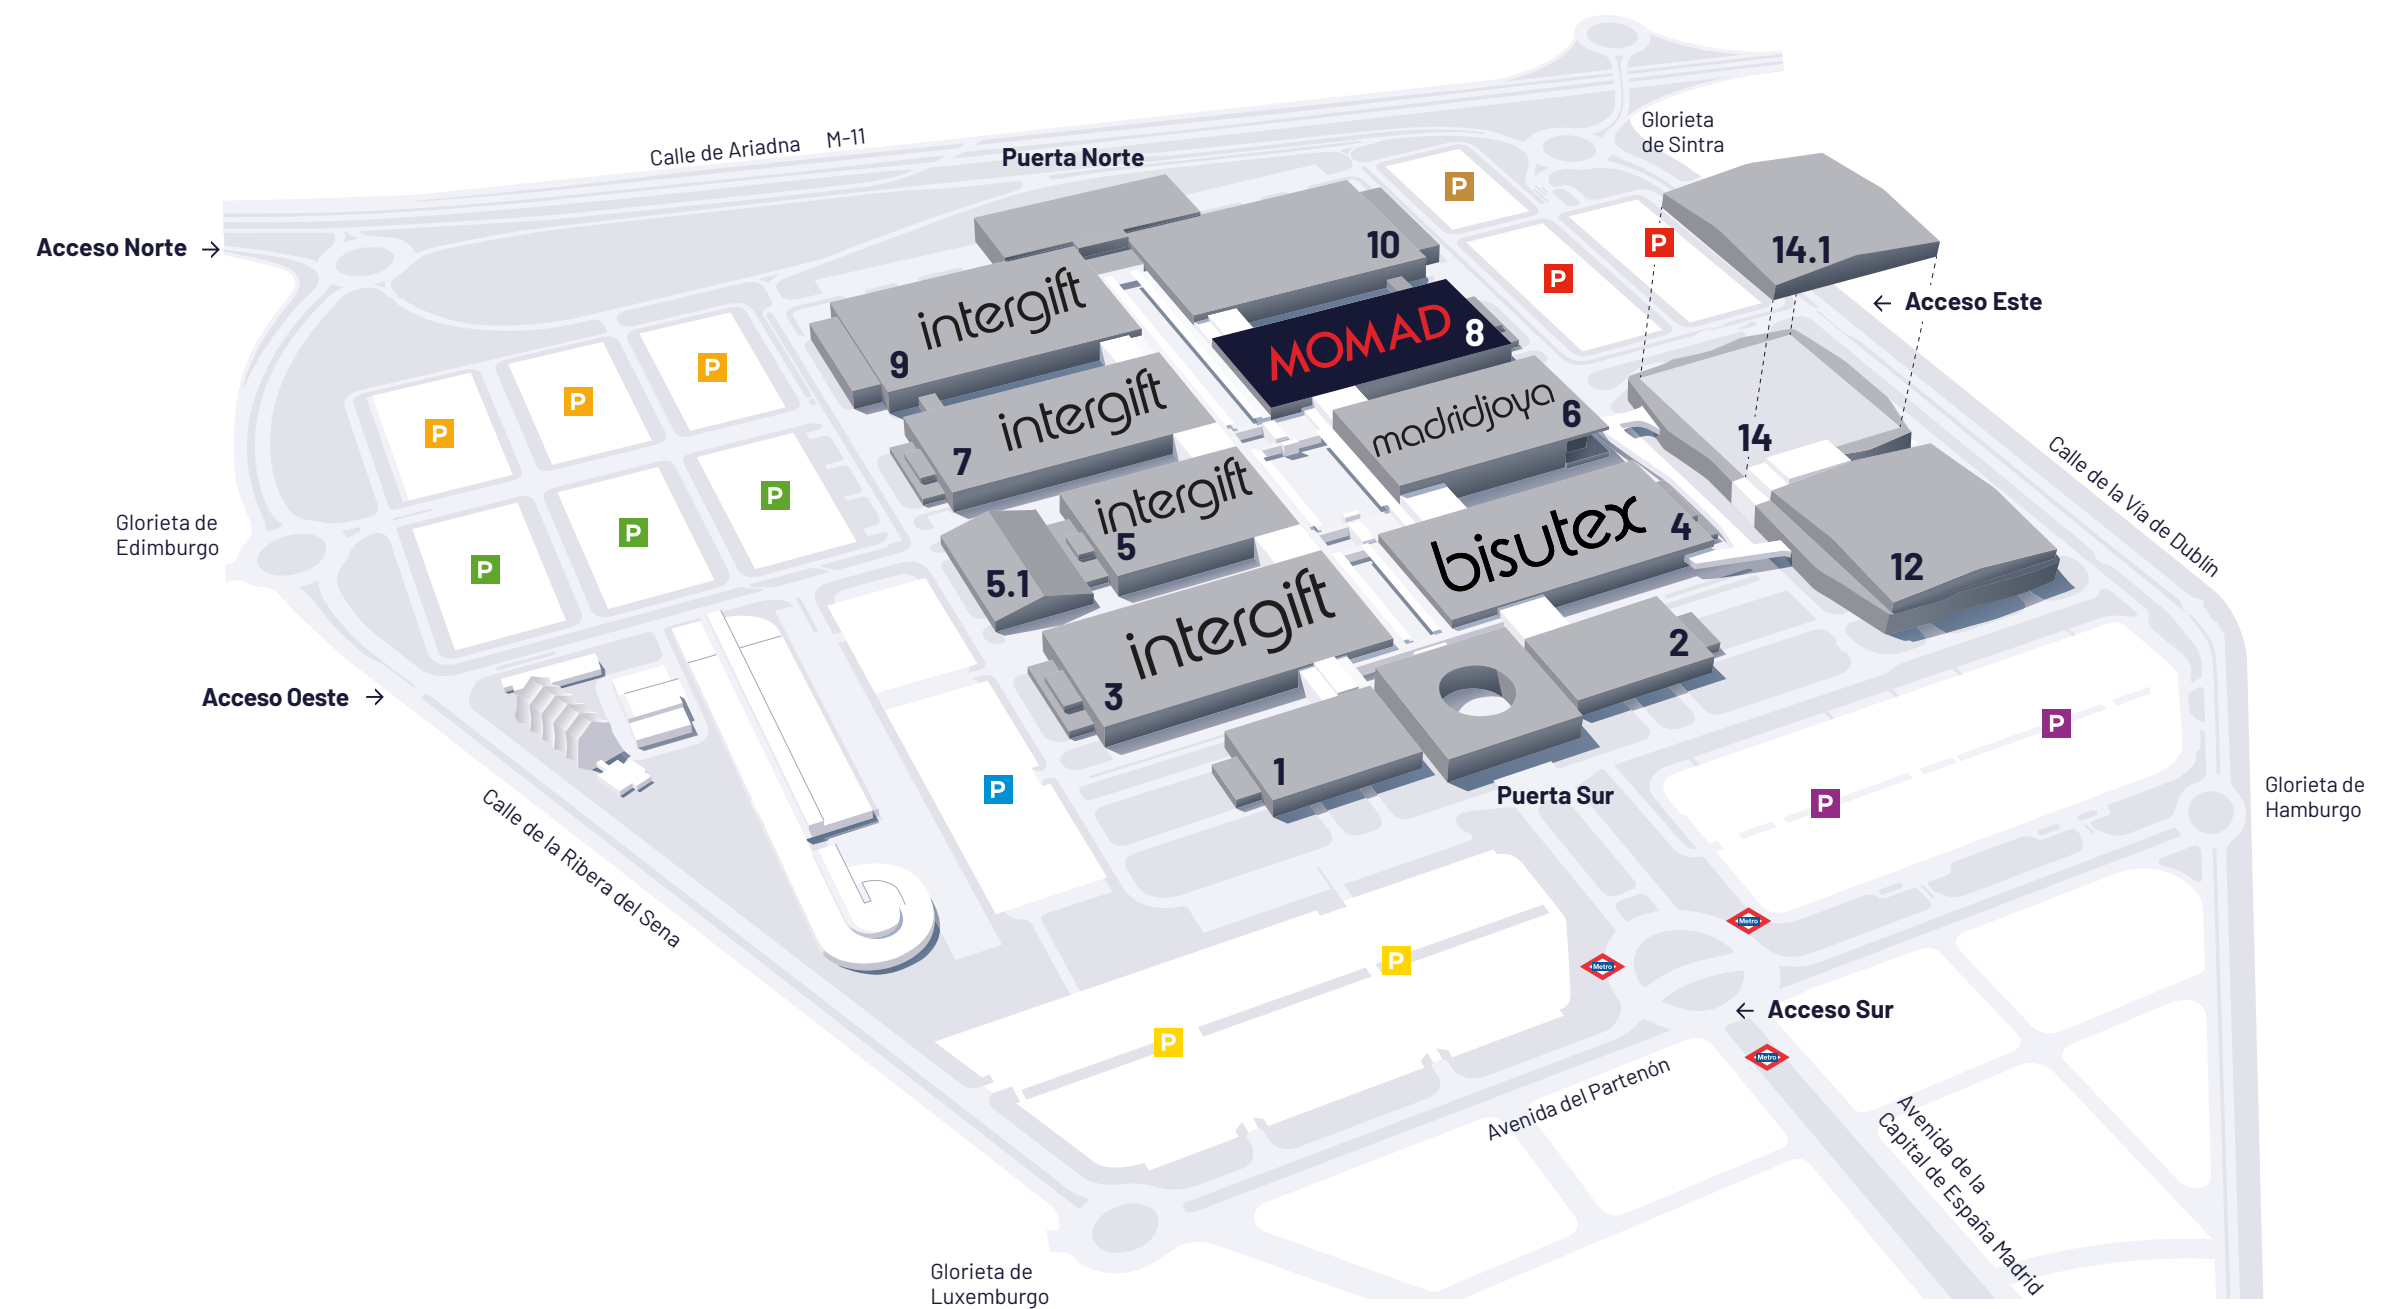 Glorieta
de Sintra
Calle de Ariadna M-11
Puerta Norte
P
Acceso Norte →
10
P
P
14.1
← Acceso Este
intergift
9
MOMAD
8
P
P
P
intergift
7
madridjoya
6
14
Calle de la Vía de Dublín
P
P
P
intergift
5
bisutex
4
Glorieta de
Edimburgo
5.1
12
intergift
3
2
Acceso Oeste →
P
1
Puerta Sur
P
P
Glorieta de
Hamburgo
Calle de la Ribera del Sena
Metro
P
Metro
← Acceso Sur
P
Metro
Avenida del Partenón
Avenida de la
Capital de España Madrid
Glorieta de
Luxemburgo